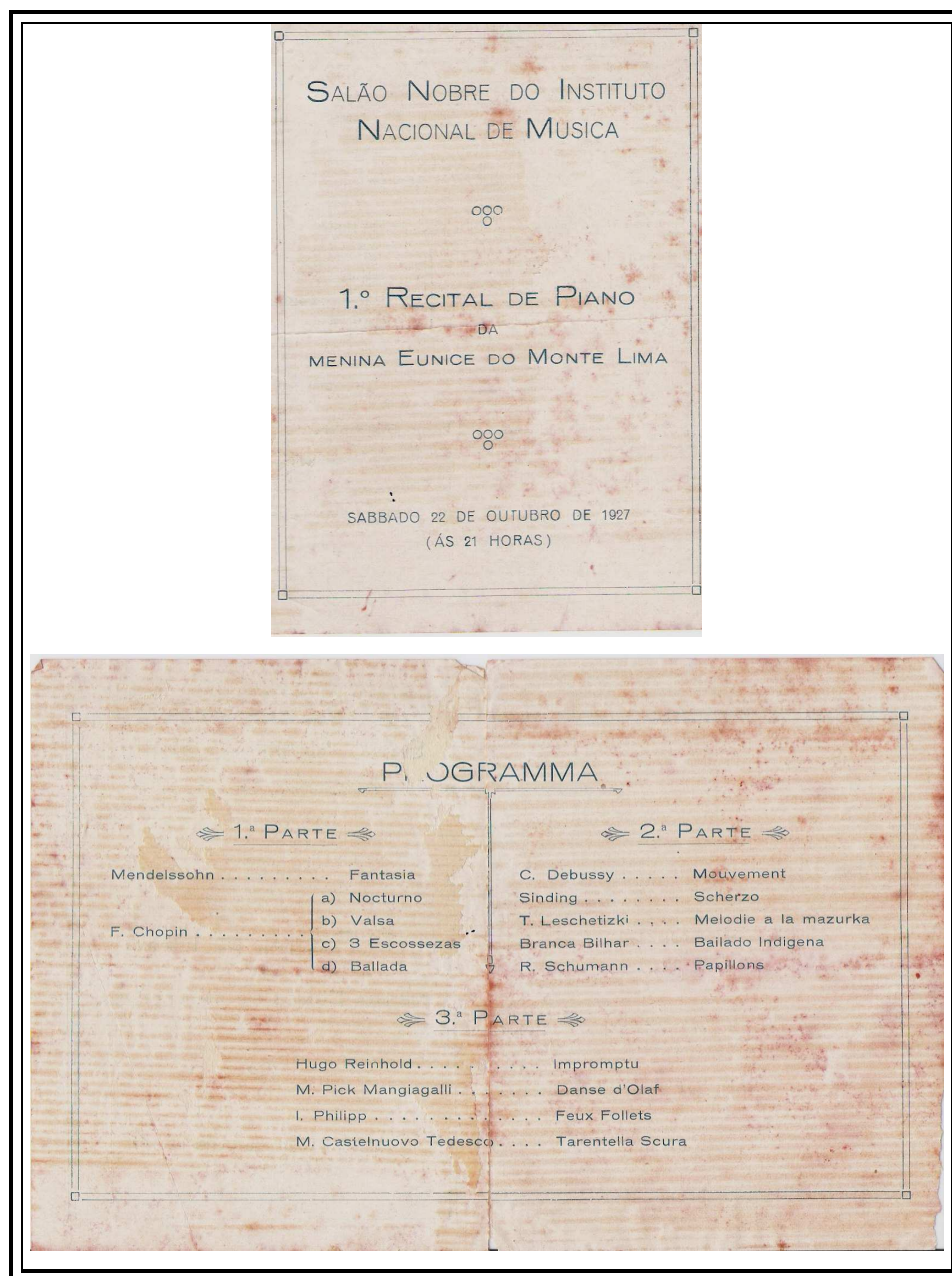 SALÃO NOBRE DO INSTITUTO
NACIONAL DE MUSICA
1.º RECITAL DE PIANO
DA
MENINA EUNICE DO MONTE LIMA
SABBADO 22 DE OUTUBRO DE 1927
(ÁS 21 HORAS)
PROGRAMMA
1.ª PARTE
Mendelssohn . . . . . . . . . Fantasia
F. Chopin . . . . . . . . . .
a) Nocturno
b) Valsa
c) 3 Escossezas
d) Ballada
2.ª PARTE
C. Debussy . . . . . Mouvement
Sinding . . . . . . . . Scherzo
T. Leschetizki . . . . Melodie a la mazurka
Branca Bilhar . . . . Bailado Indigena
R. Schumann . . . . Papillons
3.ª PARTE
Hugo Reinhold . . . . . . . . . . Impromptu
M. Pick Mangiagalli . . . . . . . Danse d'Olaf
I. Philipp . . . . . . . . . . . . . Feux Follets
M. Castelnuovo Tedesco . . . . Tarentella Scura